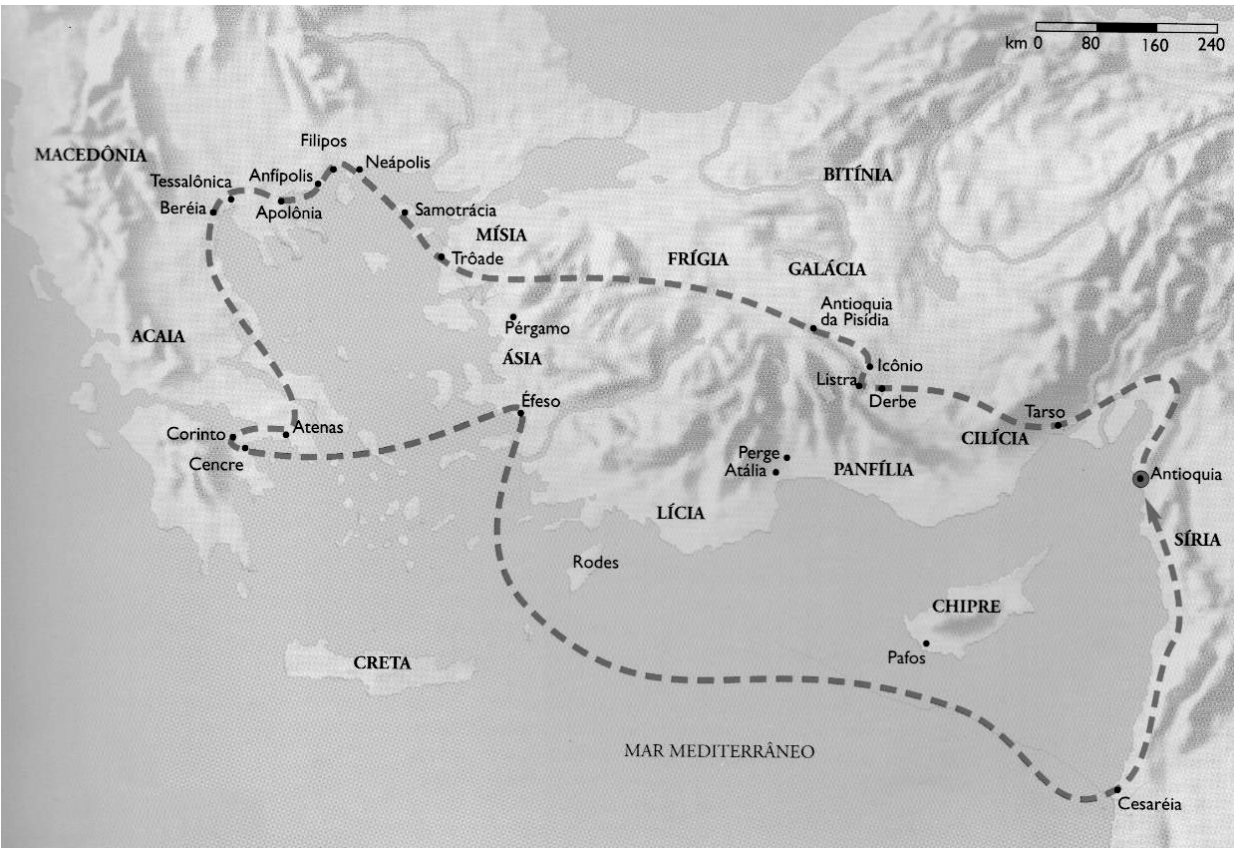 km 0 80 160 240
Filipos
MACEDÔNIA
Neápolis
Anfípolis
Tessalônica
BITÍNIA
Beréia
Apolônia
Samotrácia
MÍSIA
Trôade
FRÍGIA
GALÁCIA
Antioquia
da Pisídia
Pérgamo
ACAIA
ÁSIA
Icônio
Listra
Derbe
Éfeso
Tarso
Corinto
Atenas
CILÍCIA
Cencre
Perge
Atália
PANFÍLIA
Antioquia
LÍCIA
SÍRIA
Rodes
CHIPRE
Pafos
CRETA
MAR MEDITERRÂNEO
Cesaréia